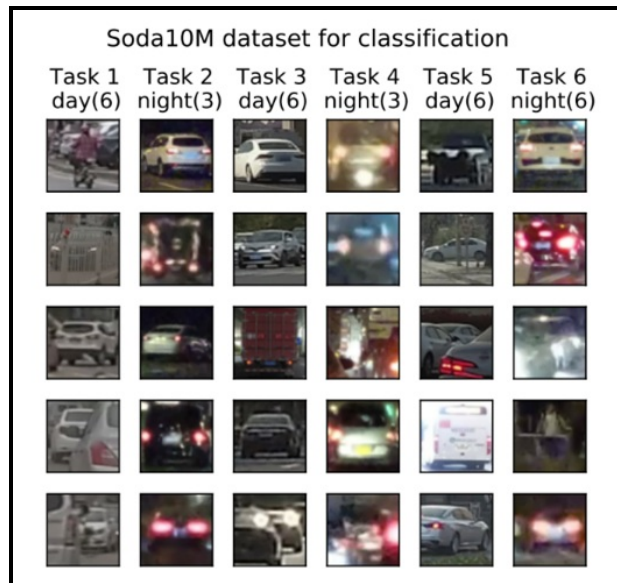 Soda10M dataset for classification
Task 1 Task 2 Task 3 Task 4 Task 5 Task 6
day(6) night(3) day(6) night(3) day(6) night(6)